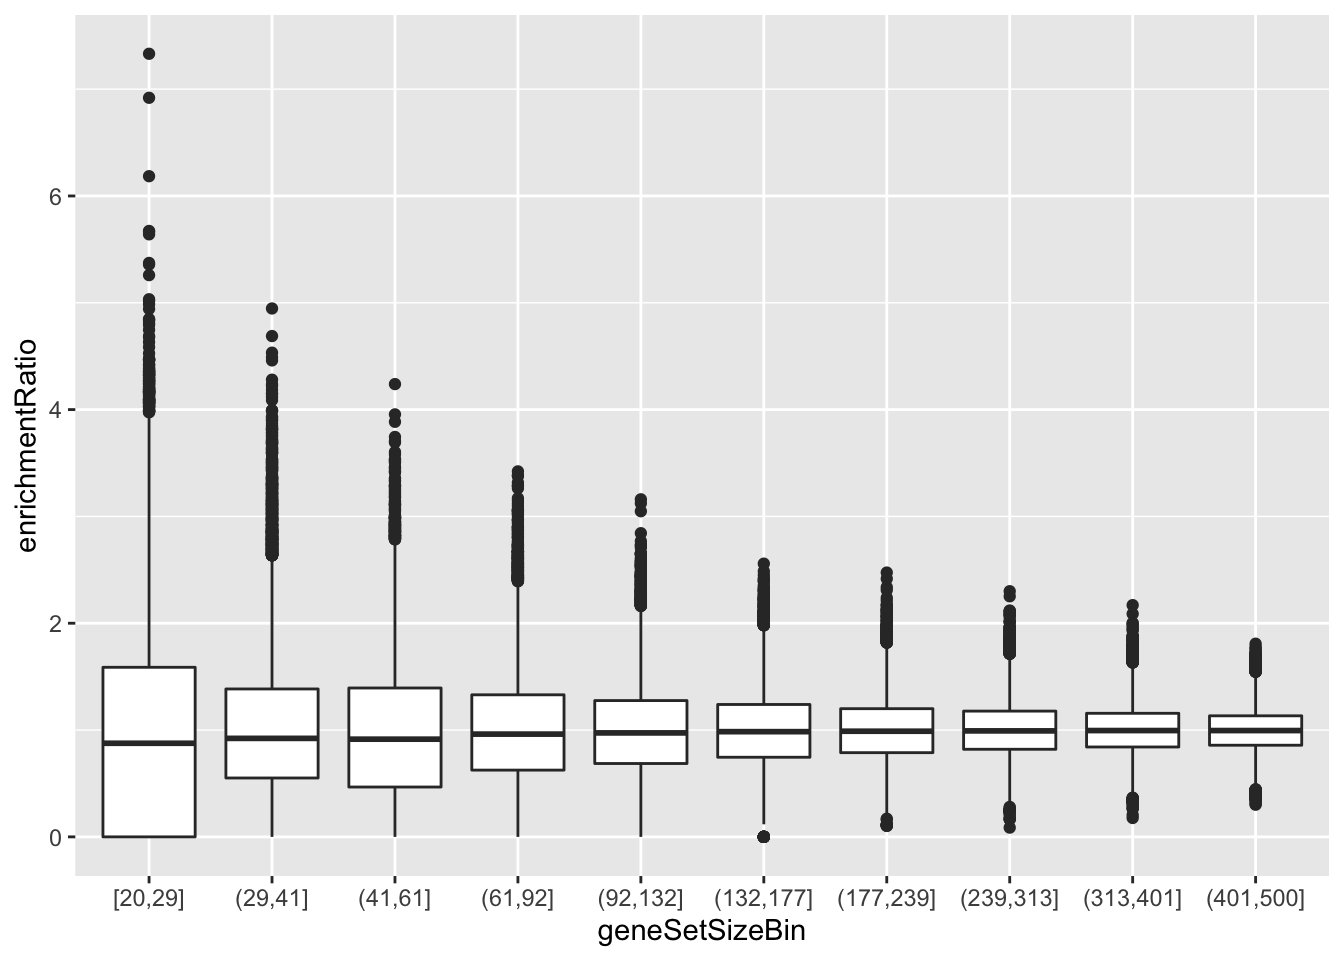 enrichmentRatio
6
4
2
0
[20,29] (29,41] (41,61] (61,92] (92,132] (132,177] (177,239] (239,313] (313,401] (401,500]
geneSetSizeBin